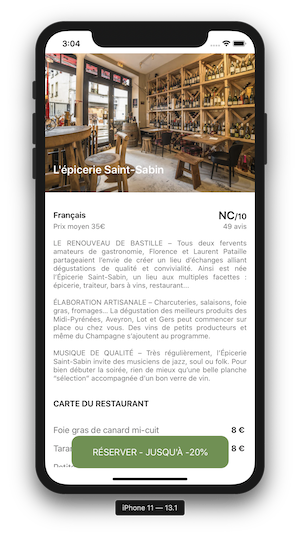 3:04
L'épicerie Saint-Sabin
Français
NC/10
Prix moyen 35€
49 avis
LE RENOUVEAU DE BASTILLE – Tous deux fervents
amateurs de gastronomie, Florence et Laurent Pataille
partageaient l'envie de créer un lieu d'échanges alliant
dégustations de qualité et convivialité. Ainsi est née
l'Épicerie Saint-Sabin, un lieu aux multiples facettes :
épicerie, traiteur, bars à vins, restaurant...
ÉLABORATION ARTISANALE – Charcuteries, salaisons, foie
gras, fromages... La dégustation des meilleurs produits des
Midi-Pyrénées, Aveyron, Lot et Gers peut commencer sur
place ou chez vous. Des vins de petits producteurs et
même du Champagne s'ajoutent au programme.
MUSIQUE DE QUALITÉ – Très régulièrement, l'Épicerie
Saint-Sabin invite des musiciens de jazz, soul ou folk. Pour
bien débuter la soirée, rien de mieux qu'une belle planche
"sélection" accompagnée d'un bon verre de vin.
CARTE DU RESTAURANT
Foie gras de canard mi-cuit
8 €
8 €
RÉSERVER - JUSQU'À -20%
iPhone 11 — 13.1